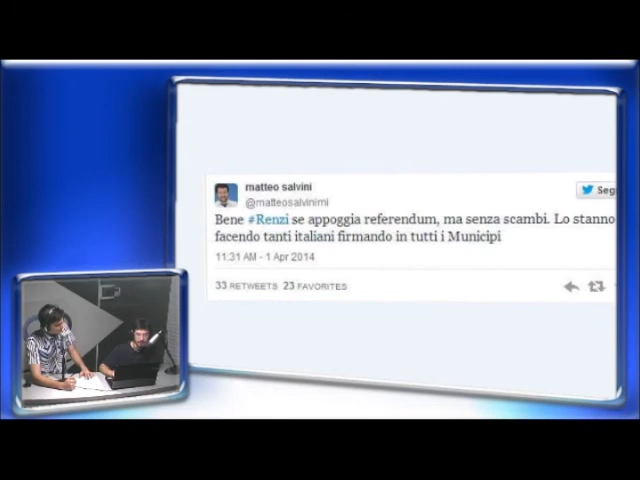 matteo salvini
@matteosalvinimi
Bene #Renzi se appoggia referendum, ma senza scambi. Lo stanno
facendo tanti italiani firmando in tutti i Municipi
11:31 AM - 1 Apr 2014
33 RETWEETS 23 FAVORITES